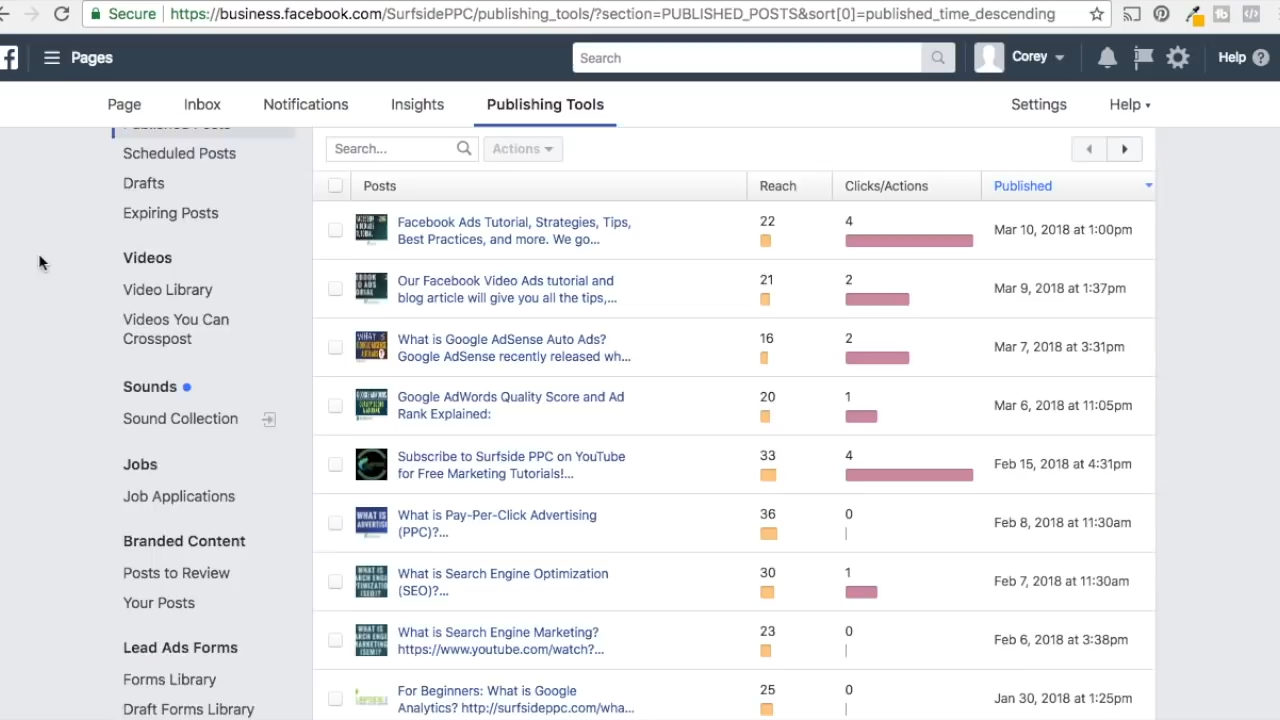 Secure https://business.facebook.com/SurfsidePPC/publishing_tools/?section=PUBLISHED_POSTS&sort[0]=published_time_descending
Pages
Search
Corey
Help
Page Inbox Notifications Insights Publishing Tools Settings Help
Published Posts
Scheduled Posts
Drafts
Expiring Posts
Videos
Video Library
Videos You Can
Crosspost
Sounds
Sound Collection
Jobs
Job Applications
Branded Content
Posts to Review
Your Posts
Lead Ads Forms
Forms Library
Draft Forms Library
Search... Actions
Posts Reach Clicks/Actions Published
Facebook Ads Tutorial, Strategies, Tips,
Best Practices, and more. We go...
22 4 Mar 10, 2018 at 1:00pm
Our Facebook Video Ads tutorial and
blog article will give you all the tips,...
21 2 Mar 9, 2018 at 1:37pm
What is Google AdSense Auto Ads?
Google AdSense recently released wh...
16 2 Mar 7, 2018 at 3:31pm
Google AdWords Quality Score and Ad
Rank Explained:
20 1 Mar 6, 2018 at 11:05pm
Subscribe to Surfside PPC on YouTube
for Free Marketing Tutorials!...
33 4 Feb 15, 2018 at 4:31pm
What is Pay-Per-Click Advertising
(PPC)?...
36 0 Feb 8, 2018 at 11:30am
What is Search Engine Optimization
(SEO)?...
30 1 Feb 7, 2018 at 11:30am
What is Search Engine Marketing?
https://www.youtube.com/watch?...
23 0 Feb 6, 2018 at 3:38pm
For Beginners: What is Google
Analytics? http://surfsideppc.com/wha...
25 0 Jan 30, 2018 at 1:25pm